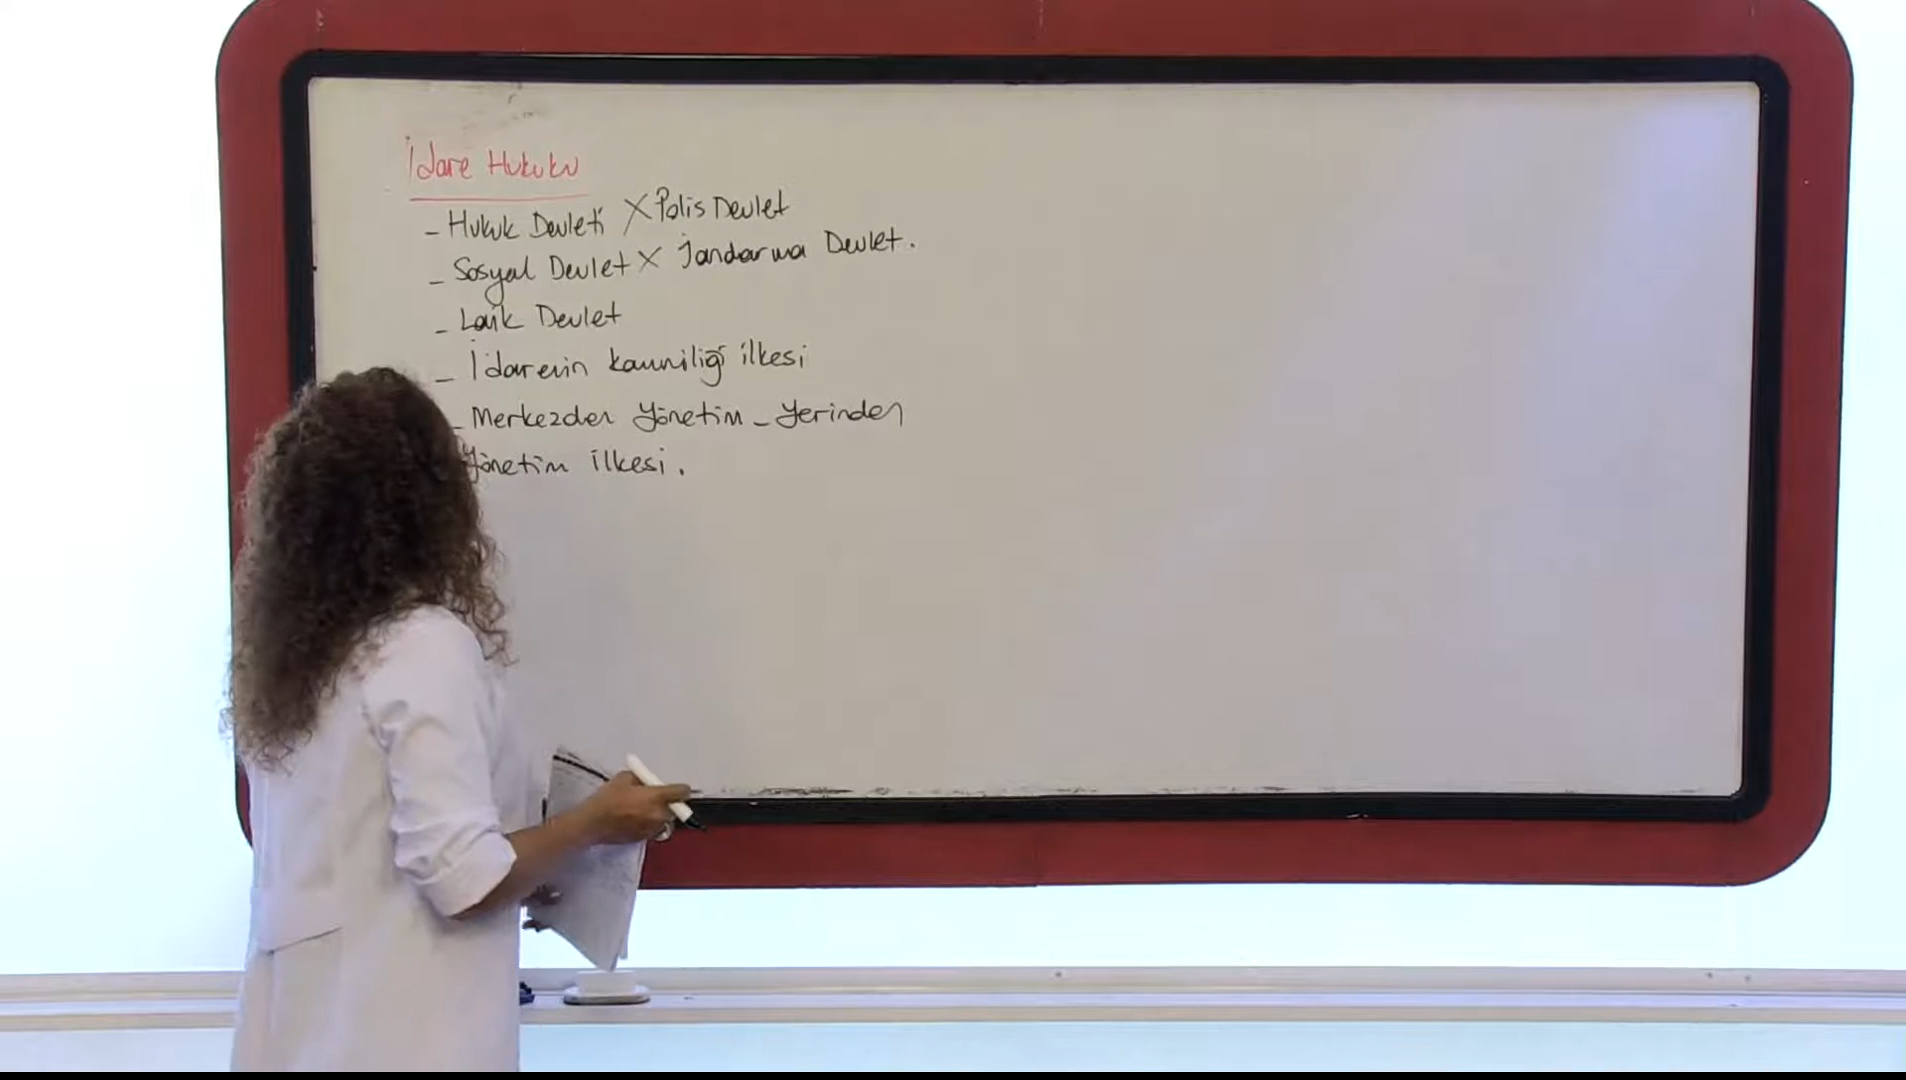 İdare Hukuku
- Hukuk Devleti X Polis Devlet
- Sosyal Devlet X Jandarma Devlet.
- Laik Devlet
- İdarenin kanuniliği ilkesi
- Merkezden Yönetim - Yerinden
Yönetim ilkesi.